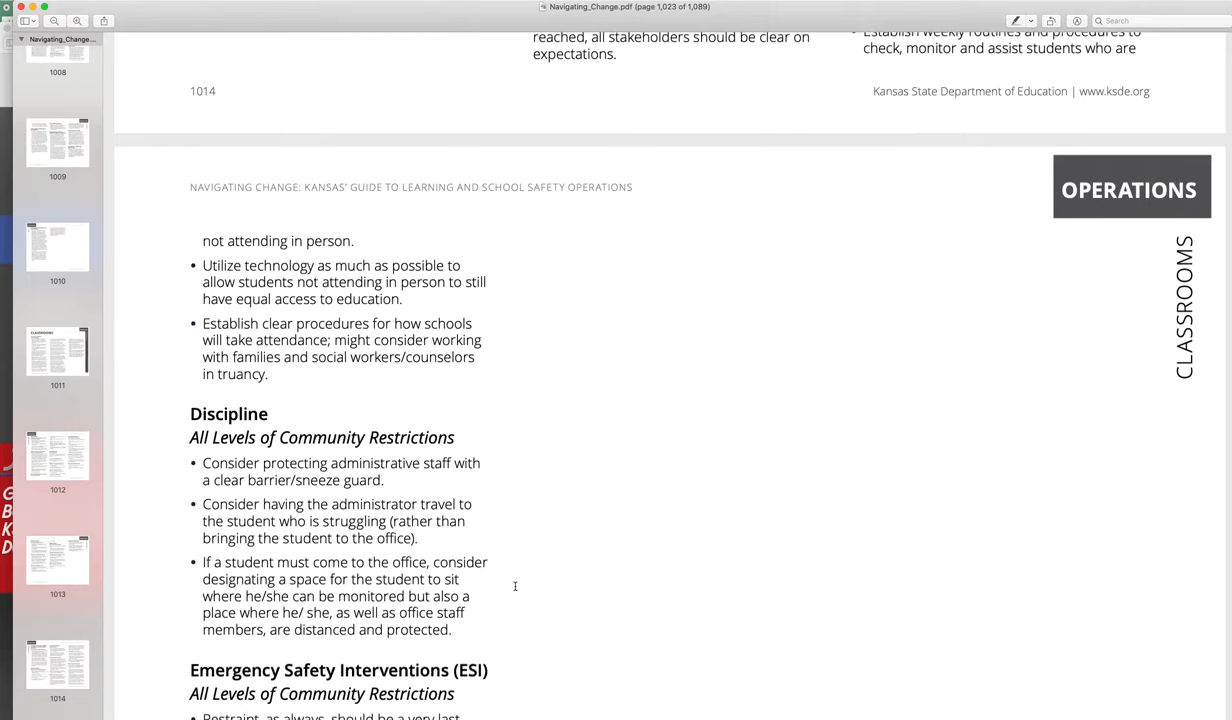 Navigating_Change.pdf (page 1,023 of 1,089)
Search
Navigating_Change....
1008
1009
1010
1011
1012
1013
1014
reached, all stakeholders should be clear on
expectations.
Establish weekly routines and procedures to
check, monitor and assist students who are
1014
Kansas State Department of Education | www.ksde.org
NAVIGATING CHANGE: KANSAS' GUIDE TO LEARNING AND SCHOOL SAFETY OPERATIONS
OPERATIONS
CLASSROOMS
not attending in person.
• Utilize technology as much as possible to
allow students not attending in person to still
have equal access to education.
• Establish clear procedures for how schools
will take attendance; might consider working
with families and social workers/counselors
in truancy.
Discipline
All Levels of Community Restrictions
• Consider protecting administrative staff with
a clear barrier/sneeze guard.
• Consider having the administrator travel to
the student who is struggling (rather than
bringing the student to the office).
• If a student must come to the office, consider
designating a space for the student to sit
where he/she can be monitored but also a
place where he/ she, as well as office staff
members, are distanced and protected.
Emergency Safety Interventions (ESI)
All Levels of Community Restrictions
• Restraint, as always, should be a very last